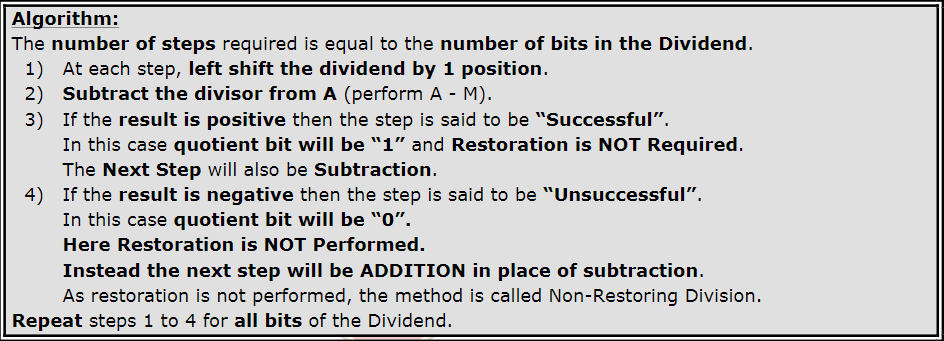 Algorithm:
The number of steps required is equal to the number of bits in the Dividend.
1) At each step, left shift the dividend by 1 position.
2) Subtract the divisor from A (perform A - M).
3) If the result is positive then the step is said to be “Successful”.
In this case quotient bit will be “1” and Restoration is NOT Required.
The Next Step will also be Subtraction.
4) If the result is negative then the step is said to be “Unsuccessful”.
In this case quotient bit will be “0”.
Here Restoration is NOT Performed.
Instead the next step will be ADDITION in place of subtraction.
As restoration is not performed, the method is called Non-Restoring Division.
Repeat steps 1 to 4 for all bits of the Dividend.